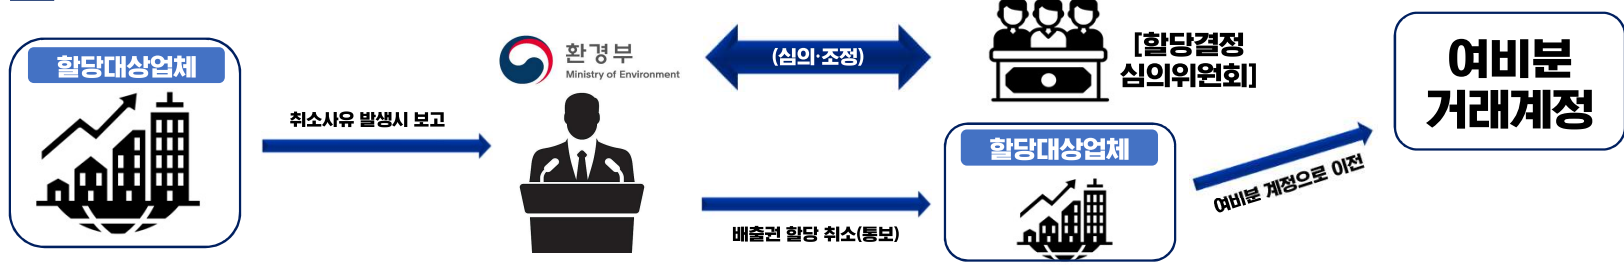 할당대상업체
취소사유 발생시 보고
환경부
Ministry of Environment
(심의·조정)
[할당결정
심의위원회]
배출권 할당 취소(통보)
할당대상업체
여비분 계정으로 이전
여비분
거래계정